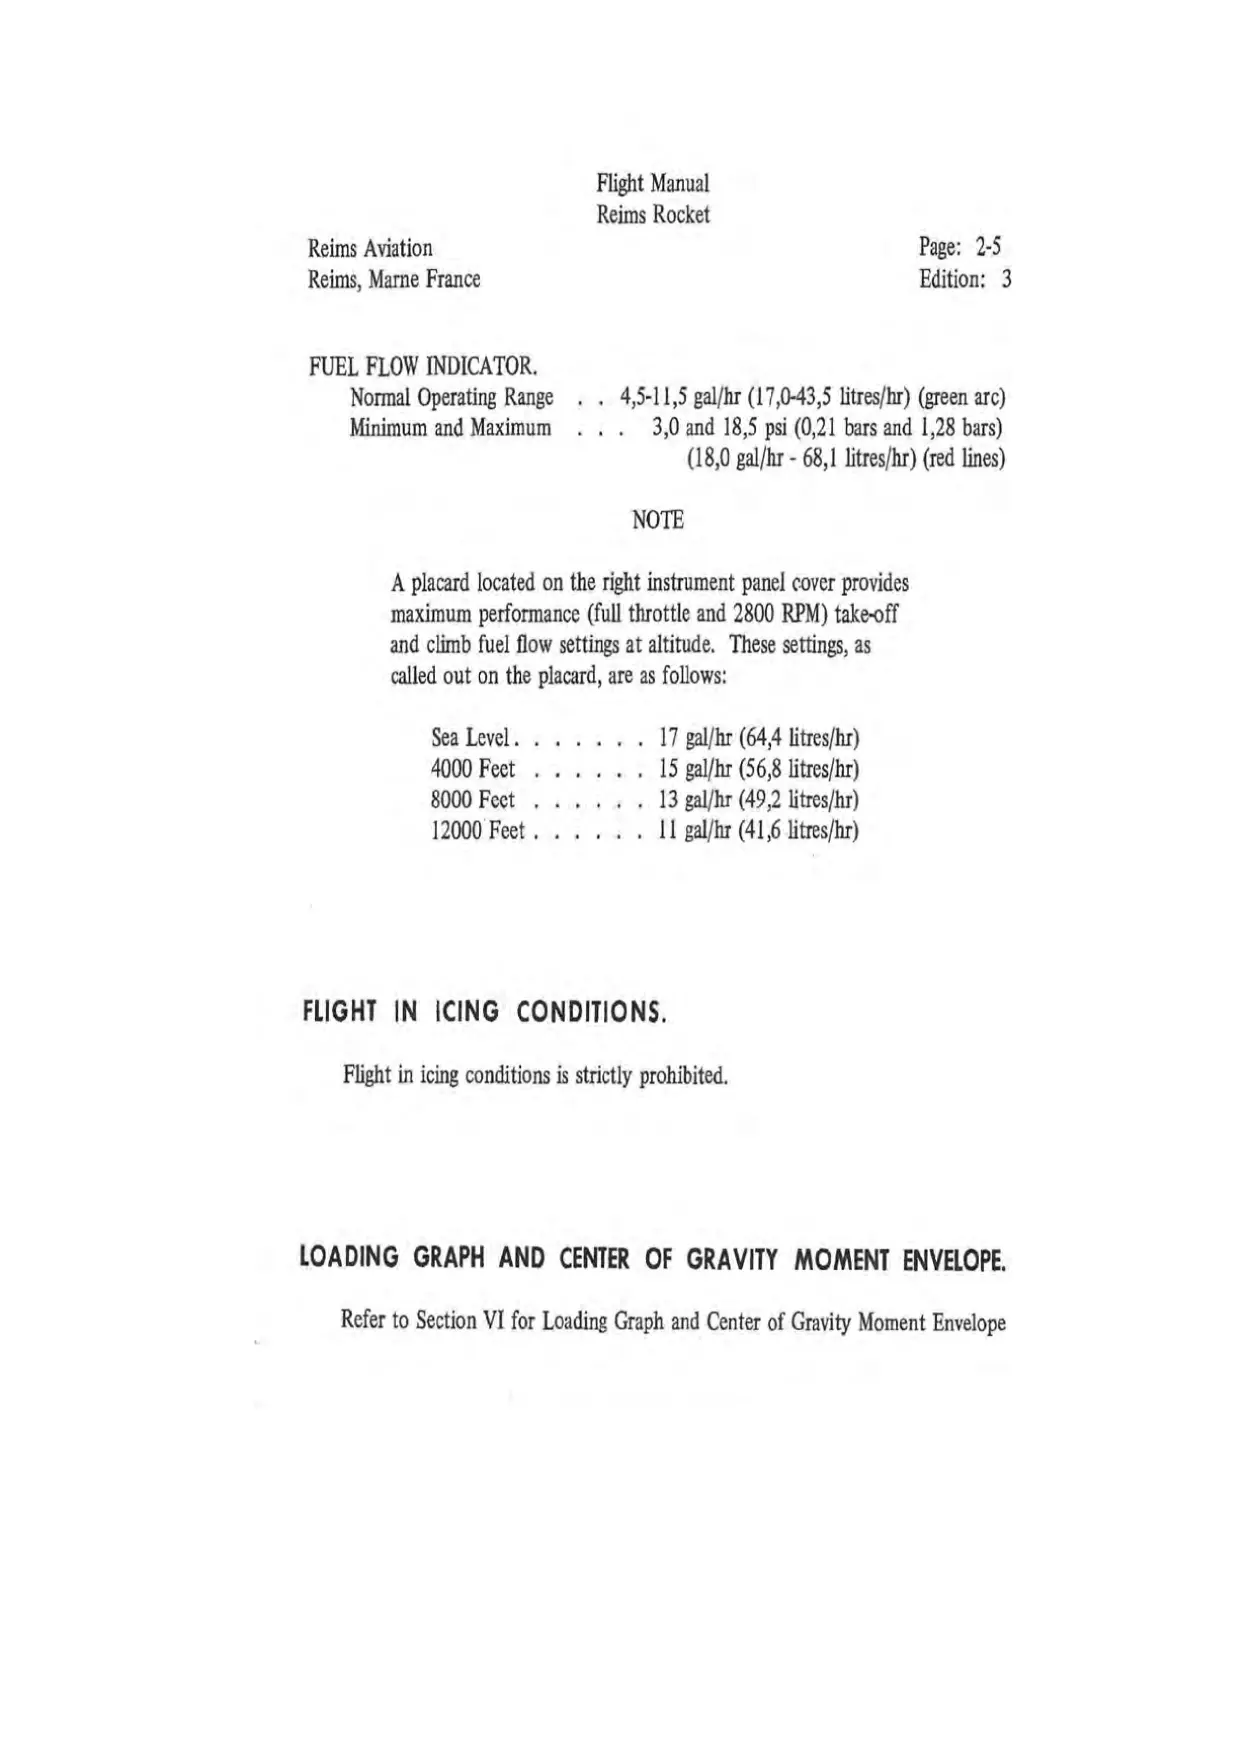 Flight Manual
Reims Rocket
Reims Aviation Page: 2-5
Reims, Marne France Edition: 3
FUEL FLOW INDICATOR.
Normal Operating Range . . 4,5-11,5 gal/hr (17,0-43,5 litres/hr) (green arc)
Minimum and Maximum . . . 3,0 and 18,5 psi (0,21 bars and 1,28 bars)
(18,0 gal/hr - 68,1 litres/hr) (red lines)
NOTE
A placard located on the right instrument panel cover provides
maximum performance (full throttle and 2800 RPM) take-off
and climb fuel flow settings at altitude. These settings, as
called out on the placard, are as follows:
Sea Level. . . . . . . 17 gal/hr (64,4 litres/hr)
4000 Feet . . . . . . 15 gal/hr (56,8 litres/hr)
8000 Feet . . . . . . 13 gal/hr (49,2 litres/hr)
12000 Feet . . . . . . 11 gal/hr (41,6 litres/hr)
FLIGHT IN ICING CONDITIONS.
Flight in icing conditions is strictly prohibited.
LOADING GRAPH AND CENTER OF GRAVITY MOMENT ENVELOPE.
Refer to Section VI for Loading Graph and Center of Gravity Moment Envelope